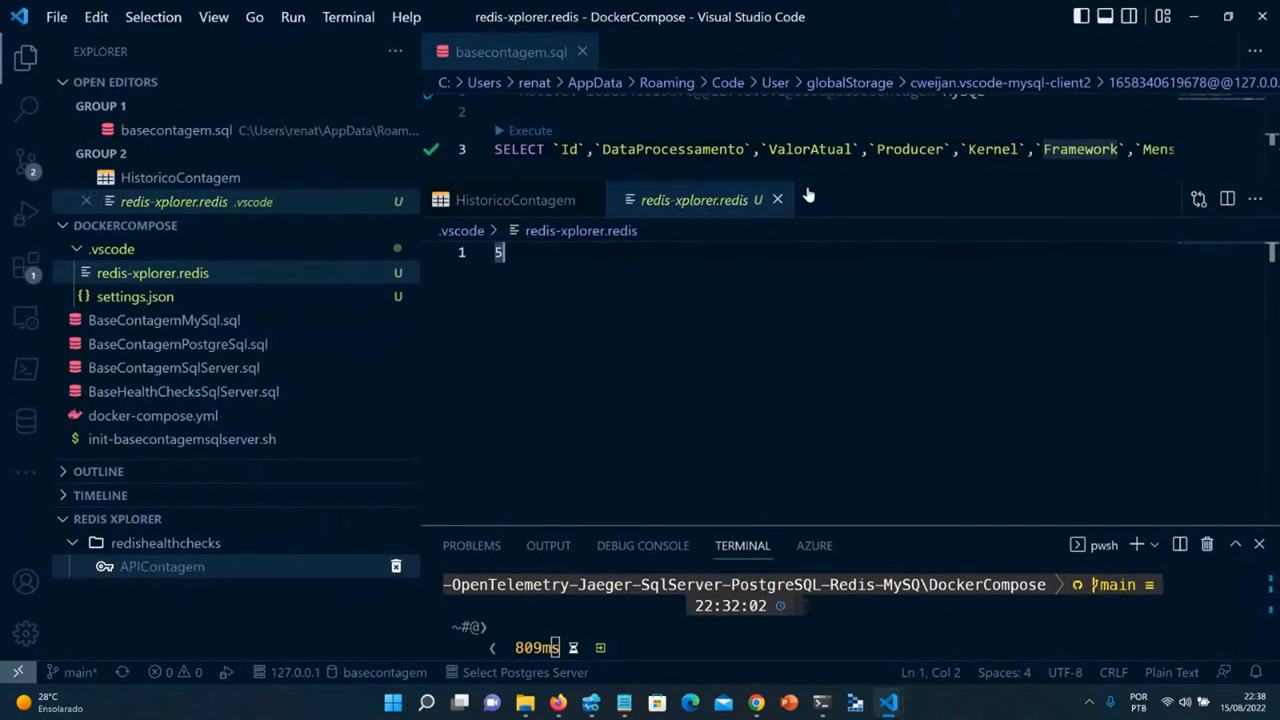 File Edit Selection View Go Run Terminal Help
redis-xplorer.redis - DockerCompose - Visual Studio Code
EXPLORER
OPEN EDITORS
GROUP 1
basecontagem.sql C:\Users\renat\AppData\Roam...
GROUP 2
HistoricoContagem
redis-xplorer.redis .vscode U
DOCKERCOMPOSE
.vscode
redis-xplorer.redis U
settings.json U
BaseContagemMySql.sql
BaseContagemPostgreSql.sql
BaseContagemSqlServer.sql
BaseHealthChecksSqlServer.sql
docker-compose.yml
init-basecontagemsqlserver.sh
OUTLINE
TIMELINE
REDIS XPLORER
redishealthchecks
APIContagem
2
1
basecontagem.sql
C: > Users > renat > AppData > Roaming > Code > User > globalStorage > cweijan.vscode-mysql-client2 > 1658340619678@@127.0.
2
Execute
3 SELECT `Id`,`DataProcessamento`,`ValorAtual`,`Producer`,`Kernel`,`Framework`,`Mens
HistoricoContagem
redis-xplorer.redis U
.vscode > redis-xplorer.redis
1 5
PROBLEMS OUTPUT DEBUG CONSOLE TERMINAL AZURE
pwsh
-OpenTelemetry-Jaeger-SqlServer-PostgreSQL-Redis-MySQ\DockerCompose main ≡
22:32:02
~#@❯
❮ 809ms
main* 0 0 127.0.0.1 basecontagem Select Postgres Server
Ln 1, Col 2 Spaces: 4 UTF-8 CRLF Plain Text
28°C
Ensolarado
POR
PTB
22:38
15/08/2022